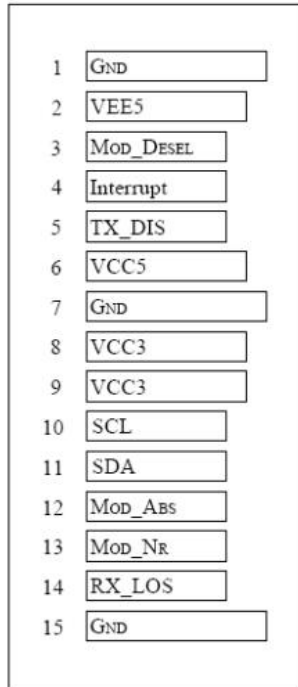 1 GND
2 VEE5
3 MOD_DESEL
4 Interrupt
5 TX_DIS
6 VCC5
7 GND
8 VCC3
9 VCC3
10 SCL
11 SDA
12 MOD_ABS
13 MOD_NR
14 RX_LOS
15 GND